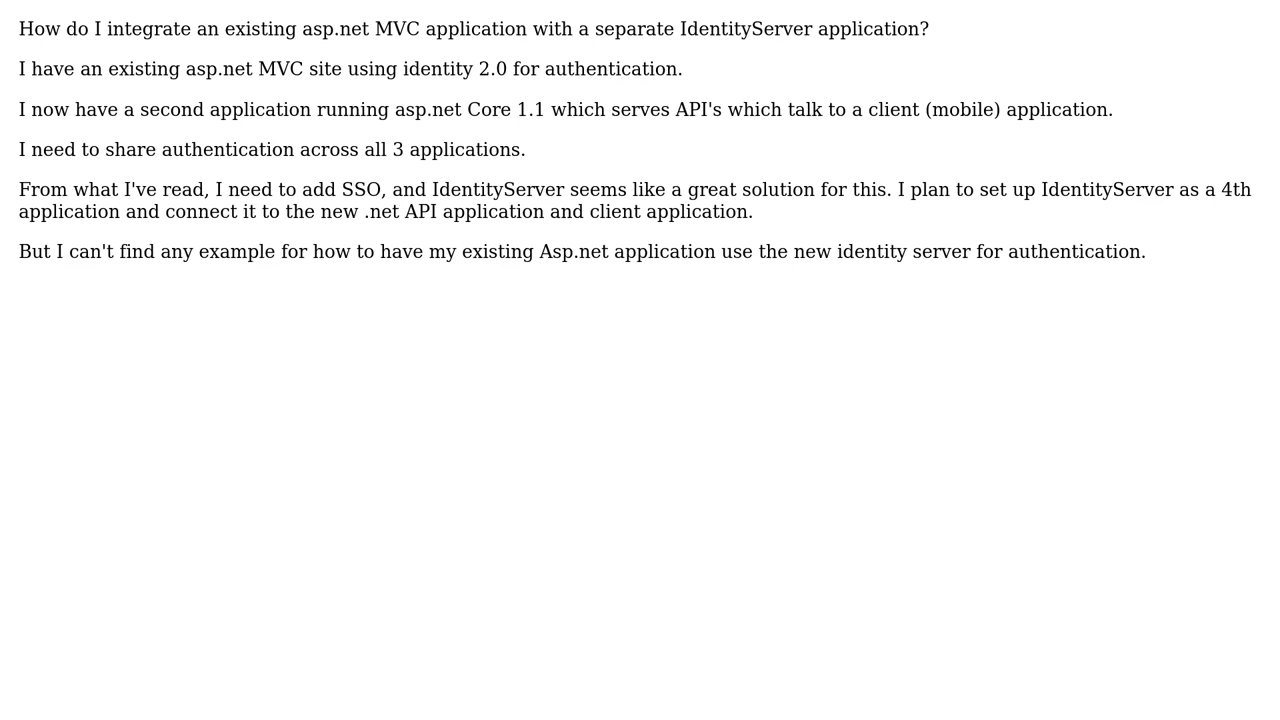 How do I integrate an existing asp.net MVC application with a separate IdentityServer application?
I have an existing asp.net MVC site using identity 2.0 for authentication.
I now have a second application running asp.net Core 1.1 which serves API's which talk to a client (mobile) application.
I need to share authentication across all 3 applications.
From what I've read, I need to add SSO, and IdentityServer seems like a great solution for this. I plan to set up IdentityServer as a 4th
application and connect it to the new .net API application and client application.
But I can't find any example for how to have my existing Asp.net application use the new identity server for authentication.